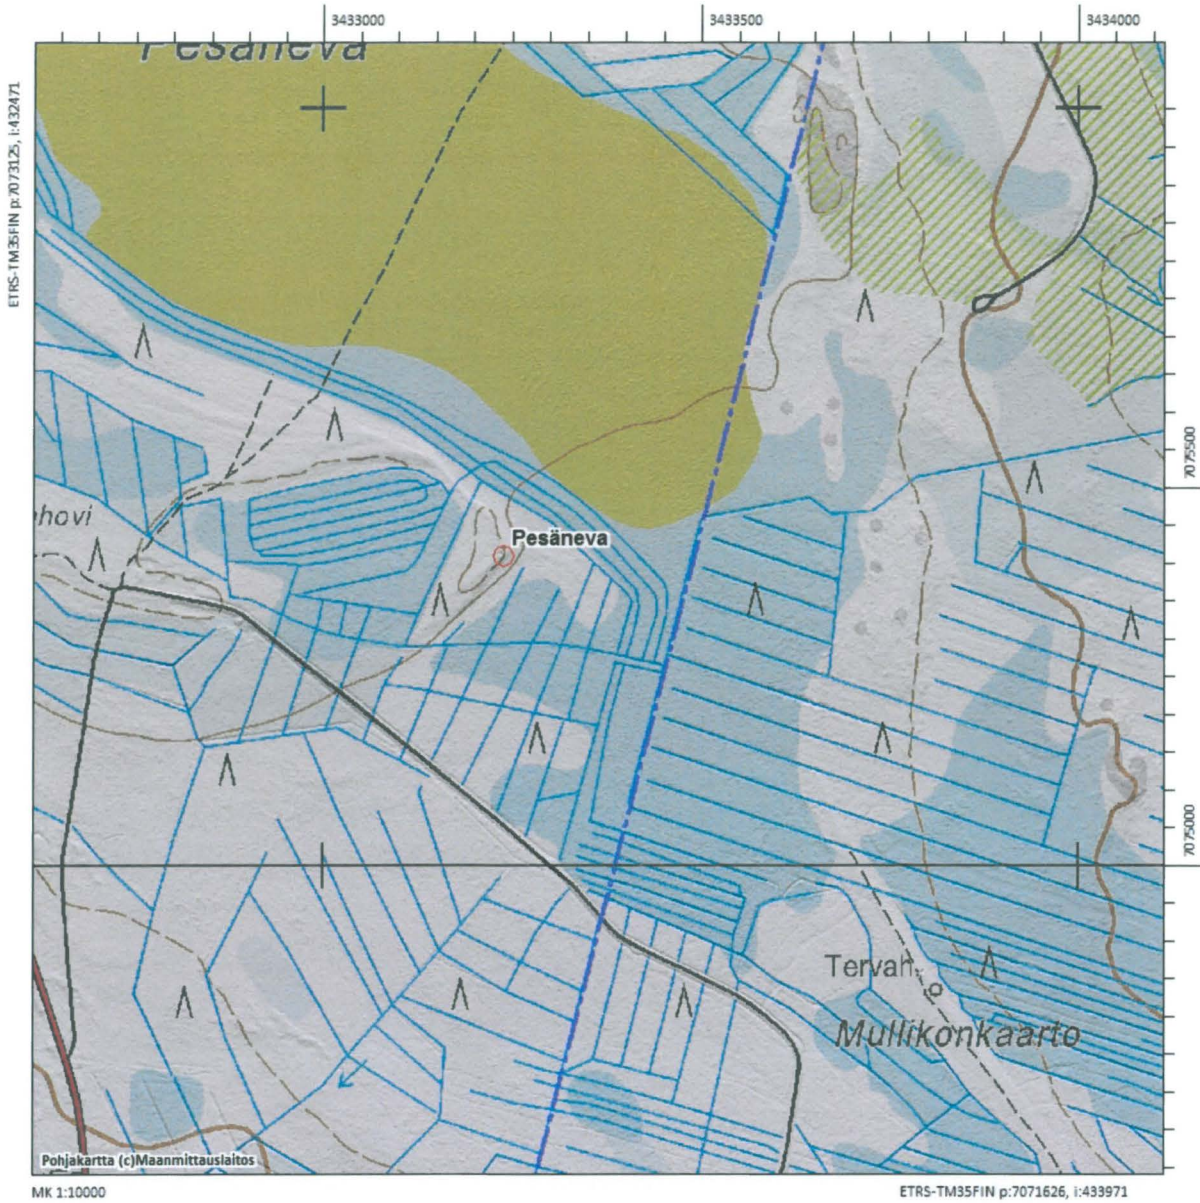 3433000
3433500
3434000
Pesäneva
ETRS-TM35FIN p:7073125, i:432471
7075500
hovi
Pesäneva
7075000
Tervah.
Mullikonkaarto
Pohjakartta (c)Maanmittauslaitos
MK 1:10000
ETRS-TM35FIN p:7071626, i:433971